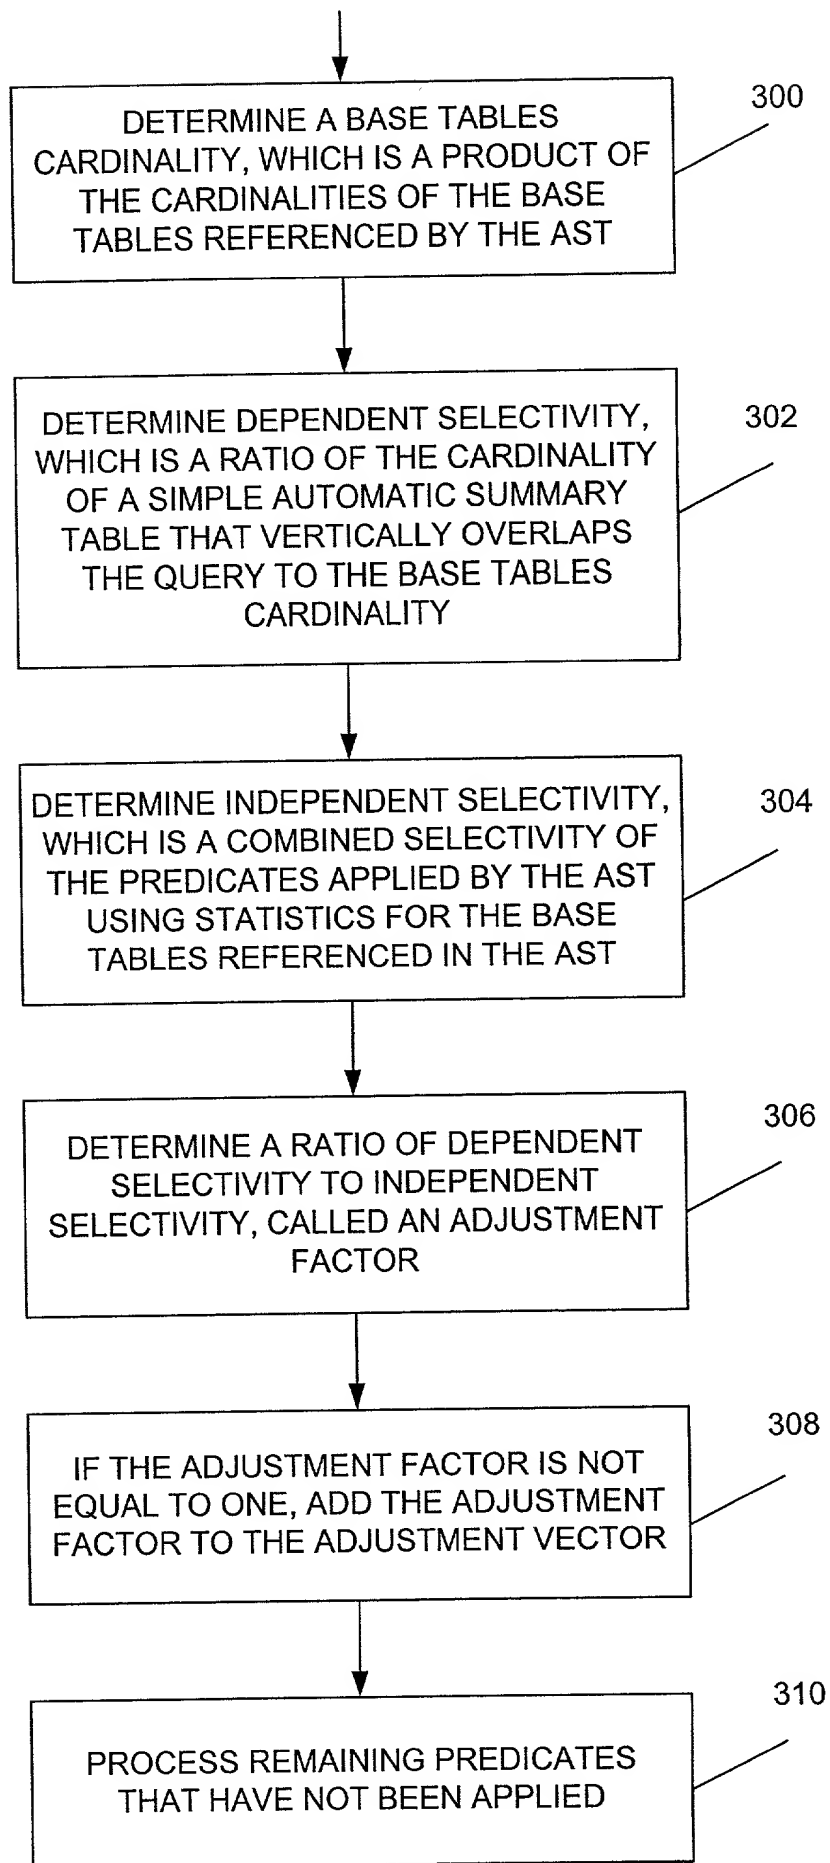 300
DETERMINE A BASE TABLES
CARDINALITY, WHICH IS A PRODUCT OF
THE CARDINALITIES OF THE BASE
TABLES REFERENCED BY THE AST
302
DETERMINE DEPENDENT SELECTIVITY,
WHICH IS A RATIO OF THE CARDINALITY
OF A SIMPLE AUTOMATIC SUMMARY
TABLE THAT VERTICALLY OVERLAPS
THE QUERY TO THE BASE TABLES
CARDINALITY
304
DETERMINE INDEPENDENT SELECTIVITY,
WHICH IS A COMBINED SELECTIVITY OF
THE PREDICATES APPLIED BY THE AST
USING STATISTICS FOR THE BASE
TABLES REFERENCED IN THE AST
306
DETERMINE A RATIO OF DEPENDENT
SELECTIVITY TO INDEPENDENT
SELECTIVITY, CALLED AN ADJUSTMENT
FACTOR
308
IF THE ADJUSTMENT FACTOR IS NOT
EQUAL TO ONE, ADD THE ADJUSTMENT
FACTOR TO THE ADJUSTMENT VECTOR
310
PROCESS REMAINING PREDICATES
THAT HAVE NOT BEEN APPLIED